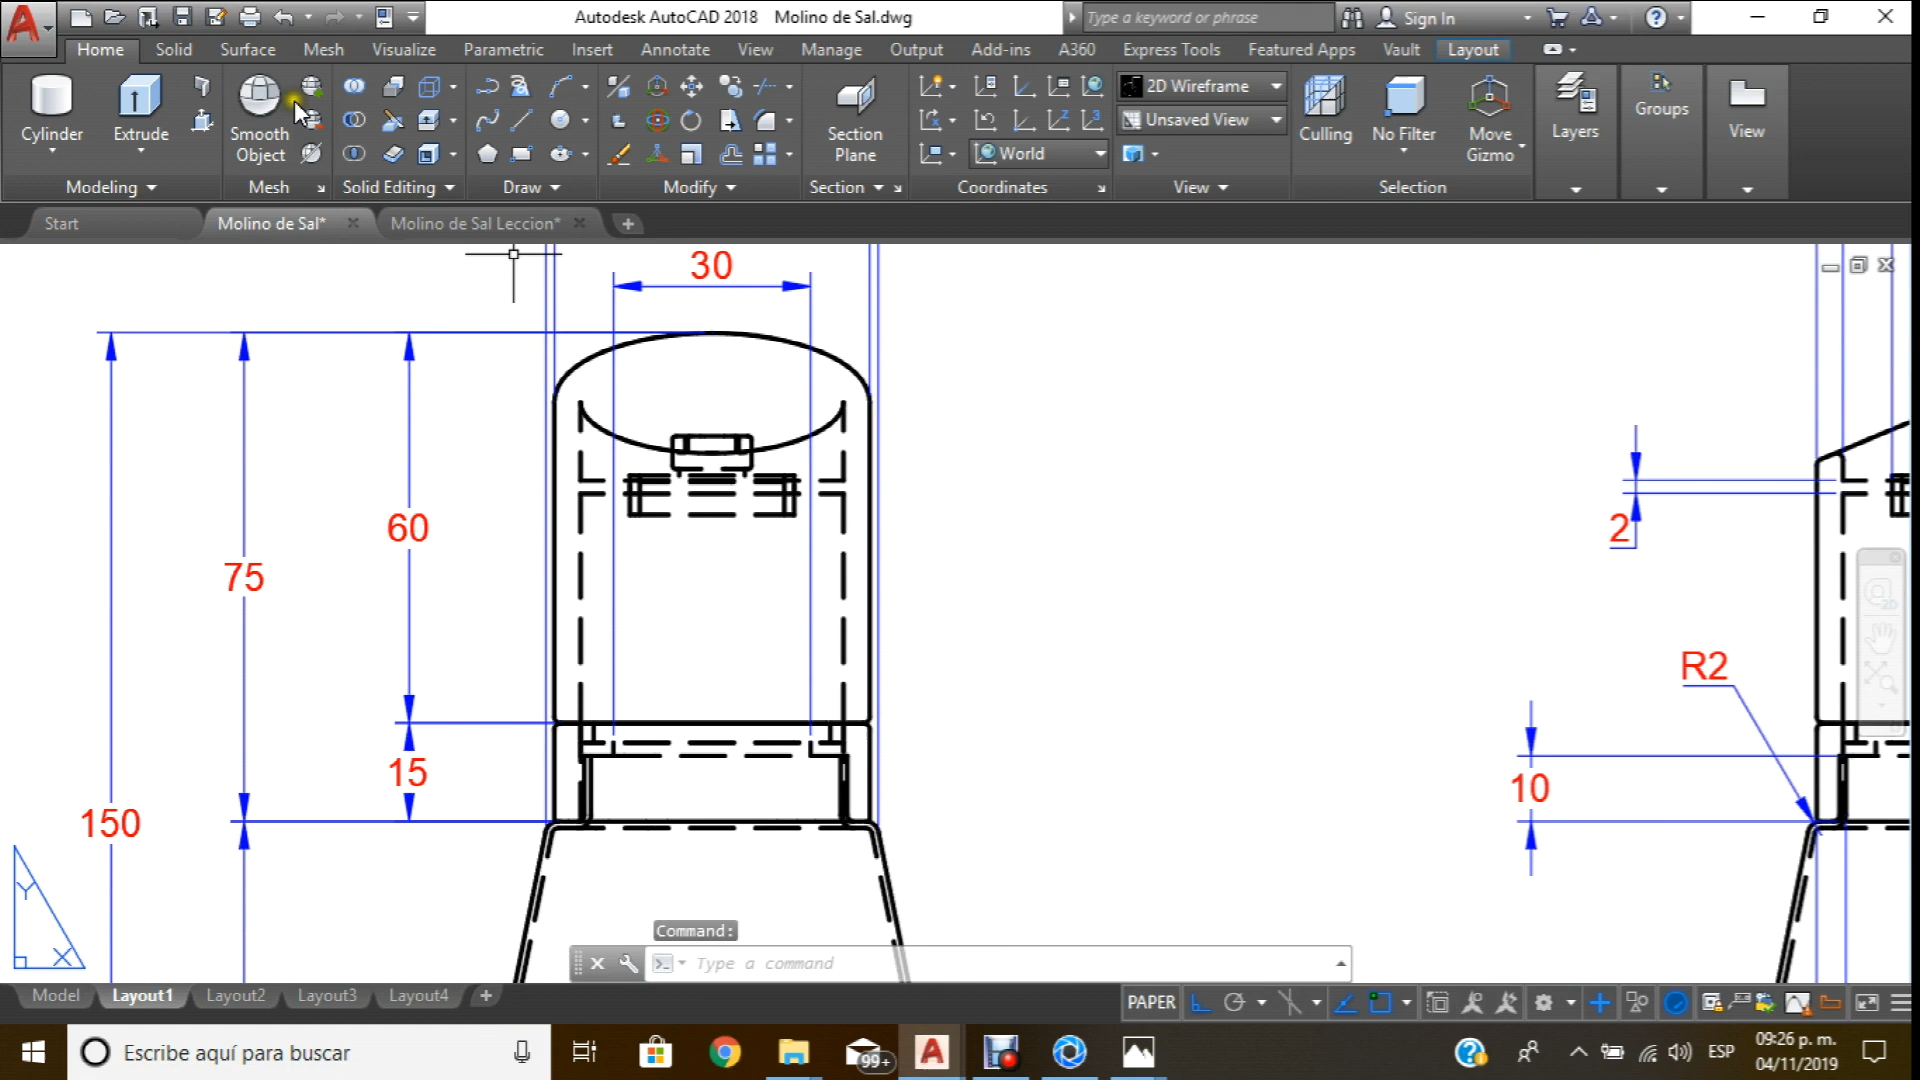 Autodesk AutoCAD 2018 Molino de Sal.dwg
Type a keyword or phrase
Sign In
Home Solid Surface Mesh Visualize Parametric Insert Annotate View Manage Output Add-ins A360 Express Tools Featured Apps Vault Layout
Cylinder
Extrude
Smooth Object
2D Wireframe
Unsaved View
World
Section Plane
Culling
No Filter
Move Gizmo
Layers
Groups
View
Modeling Mesh Solid Editing Draw Modify Section Coordinates View Selection
Start Molino de Sal* Molino de Sal Leccion*
30
60
75
15
150
2
R2
10
Y
X
Command:
Type a command
Model Layout1 Layout2 Layout3 Layout4
PAPER
Escribe aquí para buscar
99+
ESP
09:26 p. m.
04/11/2019